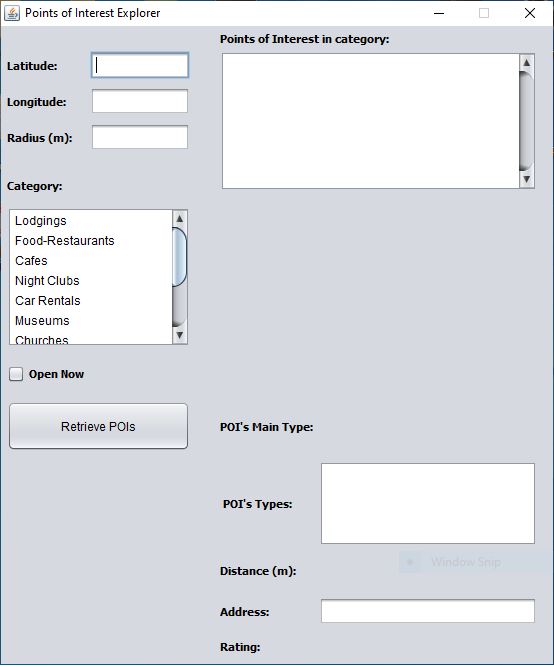 Points of Interest Explorer
Points of Interest in category:
Latitude:
Longitude:
Radius (m):
Category:
Lodgings
Food-Restaurants
Cafes
Night Clubs
Car Rentals
Museums
Churches
Open Now
Retrieve POIs
POI's Main Type:
POI's Types:
Window Snip
Distance (m):
Address:
Rating: